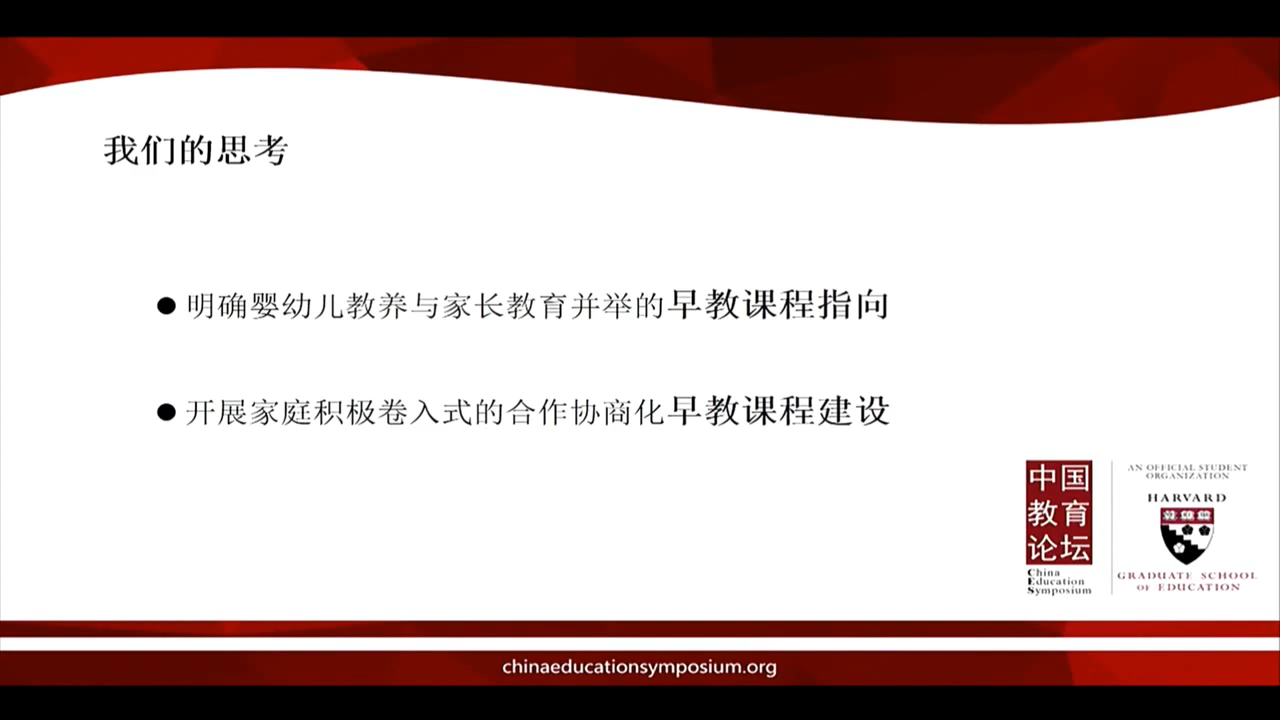 我们的思考
明确婴幼儿教养与家长教育并举的早教课程指向
开展家庭积极卷入式的合作协商化早教课程建设
中国
教育
论坛
China
Education
Symposium
AN OFFICIAL STUDENT
ORGANIZATION
HARVARD
GRADUATE SCHOOL
OF EDUCATION
chinaeducationsymposium.org